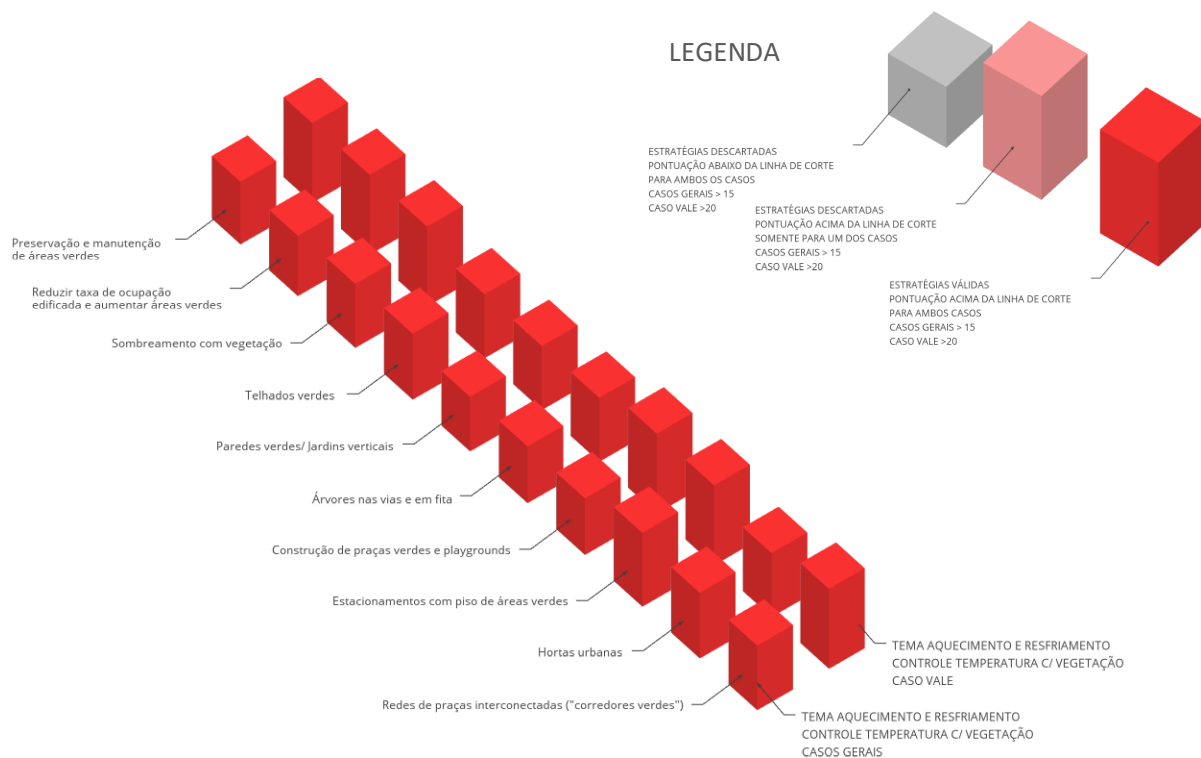 LEGENDA
ESTRATÉGIAS DESCARTADAS
PONTUAÇÃO ABAIXO DA LINHA DE CORTE
PARA AMBOS OS CASOS
CASOS GERAIS > 15
CASO VALE >20
ESTRATÉGIAS DESCARTADAS
PONTUAÇÃO ACIMA DA LINHA DE CORTE
SOMENTE PARA UM DOS CASOS
CASOS GERAIS > 15
CASO VALE >20
ESTRATÉGIAS VÁLIDAS
PONTUAÇÃO ACIMA DA LINHA DE CORTE
PARA AMBOS CASOS
CASOS GERAIS > 15
CASO VALE >20
Preservação e manutenção
de áreas verdes
Reduzir taxa de ocupação
edificada e aumentar áreas verdes
Sombreamento com vegetação
Telhados verdes
Paredes verdes/ Jardins verticais
Árvores nas vias e em fita
Construção de praças verdes e playgrounds
Estacionamentos com piso de áreas verdes
Hortas urbanas
Redes de praças interconectadas ("corredores verdes")
TEMA AQUECIMENTO E RESFRIAMENTO
CONTROLE TEMPERATURA C/ VEGETAÇÃO
CASO VALE
TEMA AQUECIMENTO E RESFRIAMENTO
CONTROLE TEMPERATURA C/ VEGETAÇÃO
CASOS GERAIS